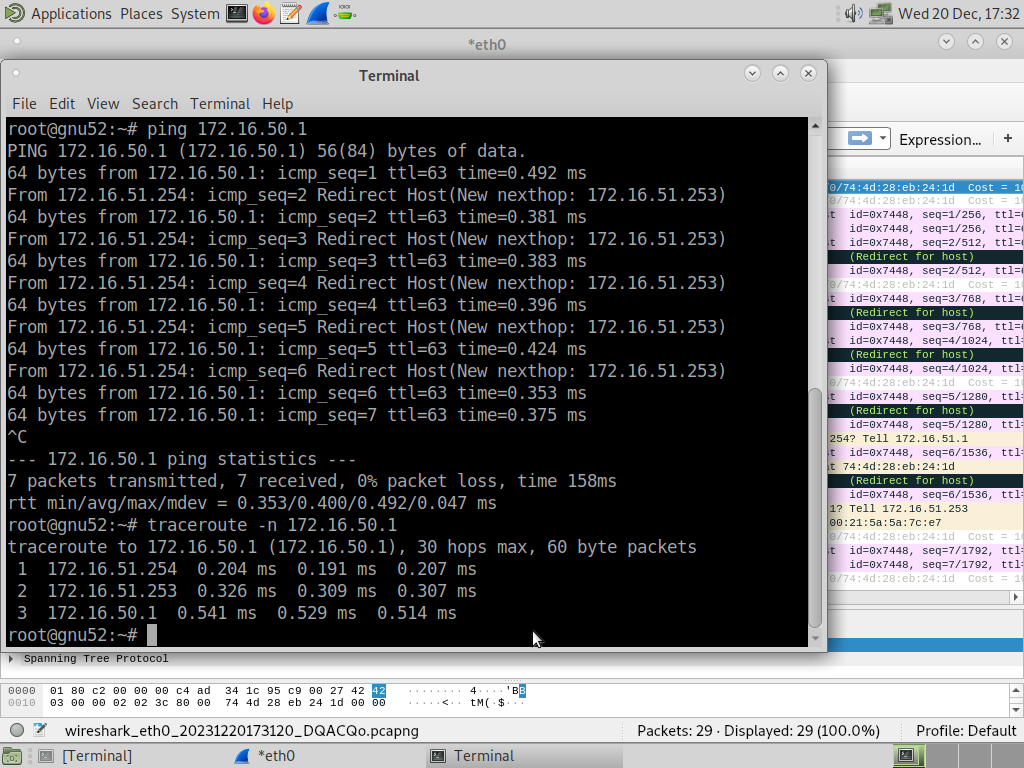 Applications Places System Wed 20 Dec, 17:32
*eth0
Terminal
File Edit View Search Terminal Help
root@gnu52:~# ping 172.16.50.1
PING 172.16.50.1 (172.16.50.1) 56(84) bytes of data.
64 bytes from 172.16.50.1: icmp_seq=1 ttl=63 time=0.492 ms
From 172.16.51.254: icmp_seq=2 Redirect Host(New nexthop: 172.16.51.253)
64 bytes from 172.16.50.1: icmp_seq=2 ttl=63 time=0.381 ms
From 172.16.51.254: icmp_seq=3 Redirect Host(New nexthop: 172.16.51.253)
64 bytes from 172.16.50.1: icmp_seq=3 ttl=63 time=0.383 ms
From 172.16.51.254: icmp_seq=4 Redirect Host(New nexthop: 172.16.51.253)
64 bytes from 172.16.50.1: icmp_seq=4 ttl=63 time=0.396 ms
From 172.16.51.254: icmp_seq=5 Redirect Host(New nexthop: 172.16.51.253)
64 bytes from 172.16.50.1: icmp_seq=5 ttl=63 time=0.424 ms
From 172.16.51.254: icmp_seq=6 Redirect Host(New nexthop: 172.16.51.253)
64 bytes from 172.16.50.1: icmp_seq=6 ttl=63 time=0.353 ms
64 bytes from 172.16.50.1: icmp_seq=7 ttl=63 time=0.375 ms
^C
--- 172.16.50.1 ping statistics ---
7 packets transmitted, 7 received, 0% packet loss, time 158ms
rtt min/avg/max/mdev = 0.353/0.400/0.492/0.047 ms
root@gnu52:~# traceroute -n 172.16.50.1
traceroute to 172.16.50.1 (172.16.50.1), 30 hops max, 60 byte packets
1 172.16.51.254 0.204 ms 0.191 ms 0.207 ms
2 172.16.51.253 0.326 ms 0.309 ms 0.307 ms
3 172.16.50.1 0.541 ms 0.529 ms 0.514 ms
root@gnu52:~#
Expression... +
0/74:4d:28:eb:24:1d Cost = 1
0/74:4d:28:eb:24:1d Cost = 1
st id=0x7448, seq=1/256, ttl=
id=0x7448, seq=1/256, ttl=
st id=0x7448, seq=2/512, ttl=
(Redirect for host)
id=0x7448, seq=2/512, ttl=
0/74:4d:28:eb:24:1d Cost = 1
st id=0x7448, seq=3/768, ttl=
(Redirect for host)
id=0x7448, seq=3/768, ttl=
st id=0x7448, seq=4/1024, ttl=
(Redirect for host)
id=0x7448, seq=4/1024, ttl=
0/74:4d:28:eb:24:1d Cost = 1
st id=0x7448, seq=5/1280, ttl=
(Redirect for host)
id=0x7448, seq=5/1280, ttl=
254? Tell 172.16.51.1
st id=0x7448, seq=6/1536, ttl=
at 74:4d:28:eb:24:1d
(Redirect for host)
id=0x7448, seq=6/1536, ttl=
1? Tell 172.16.51.253
00:21:5a:5a:7c:e7
0/74:4d:28:eb:24:1d Cost = 1
st id=0x7448, seq=7/1792, ttl=
id=0x7448, seq=7/1792, ttl=
0/74:4d:28:eb:24:1d Cost = 1
Spanning Tree Protocol
0000 01 80 c2 00 00 00 c4 ad 34 1c 95 c9 00 27 42 42 ········ 4····'BB
0010 03 00 00 02 02 3c 80 00 74 4d 28 eb 24 1d 00 00 ·····<·· tM(·$···
wireshark_eth0_20231220173120_DQACQo.pcapng Packets: 29 · Displayed: 29 (100.0%) Profile: Default
[Terminal] *eth0 Terminal